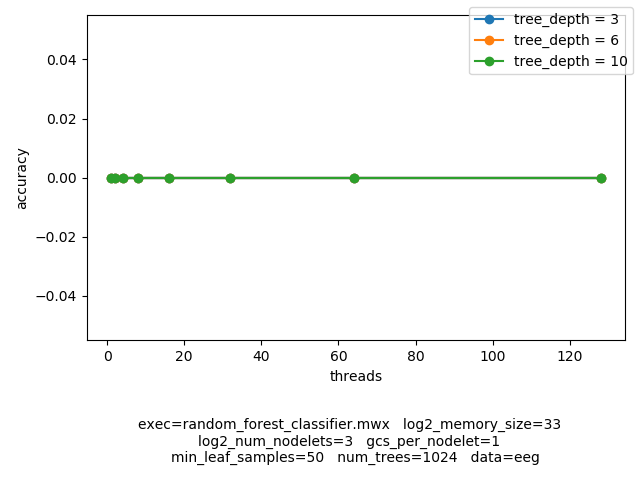 tree_depth = 3
tree_depth = 6
tree_depth = 10
0.04
0.02
0.00
−0.02
−0.04
accuracy
0 20 40 60 80 100 120
threads
exec=random_forest_classifier.mwx log2_memory_size=33
log2_num_nodelets=3 gcs_per_nodelet=1
min_leaf_samples=50 num_trees=1024 data=eeg